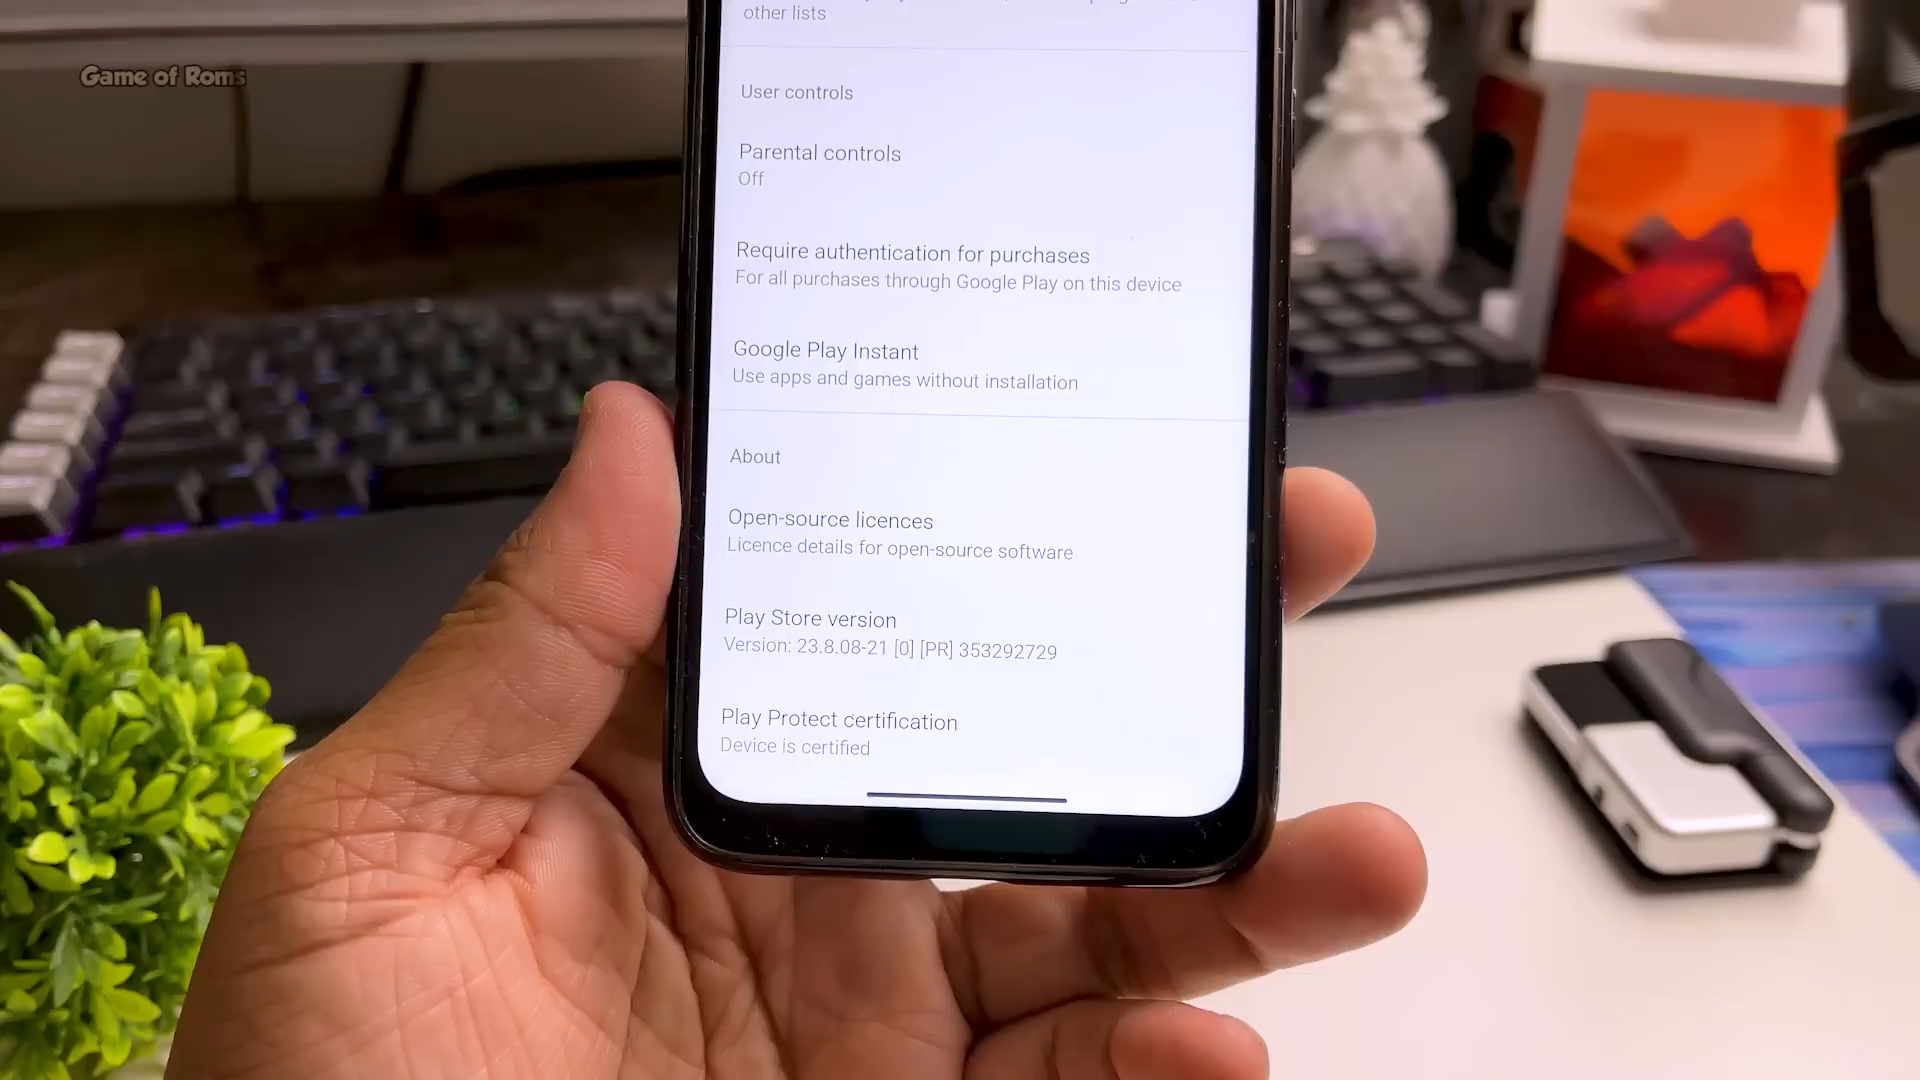 Game of Roms
other lists
User controls
Parental controls
Off
Require authentication for purchases
For all purchases through Google Play on this device
Google Play Instant
Use apps and games without installation
About
Open-source licences
Licence details for open-source software
Play Store version
Version: 23.8.08-21 [0] [PR] 353292729
Play Protect certification
Device is certified